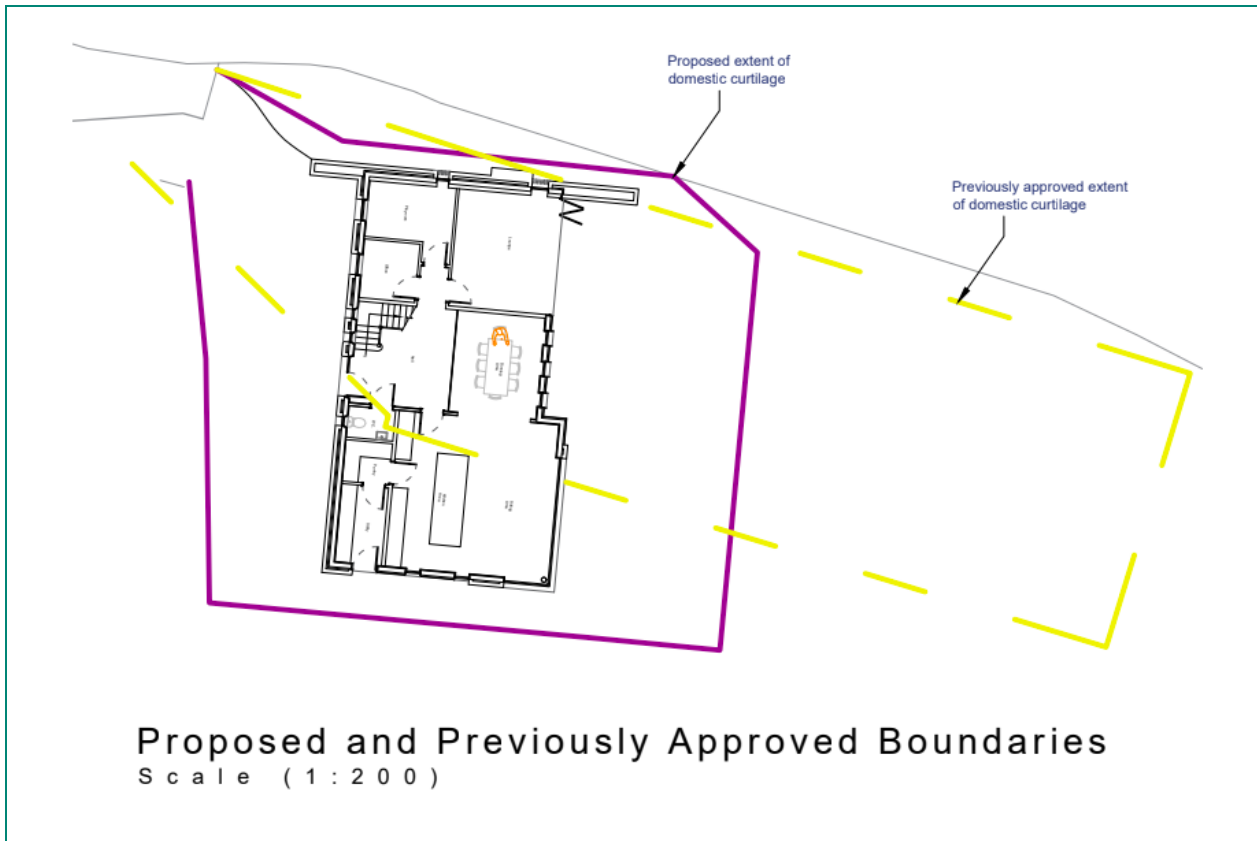 Proposed extent of
domestic curtilage
Previously approved extent
of domestic curtilage
Proposed and Previously Approved Boundaries
Scale (1:200)